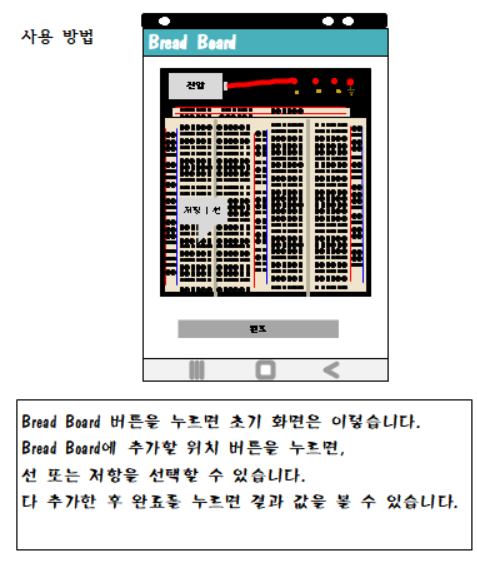 사용 방법
Bread Board
전압
저항 | 선
완료
Bread Board 버튼을 누르면 초기 화면은 이렇습니다.
Bread Board에 추가할 위치 버튼을 누르면,
선 또는 저항을 선택할 수 있습니다.
다 추가한 후 완료를 누르면 결과 값을 볼 수 있습니다.